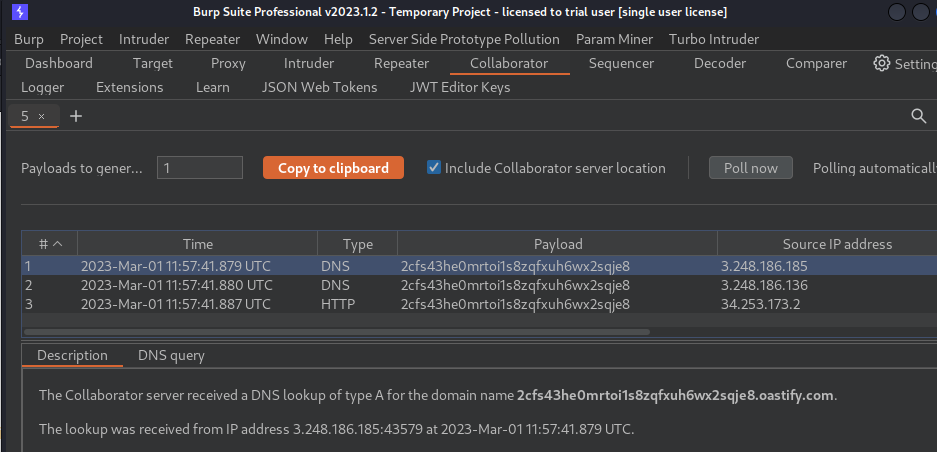 Burp Suite Professional v2023.1.2 - Temporary Project - licensed to trial user [single user license]
Burp Project Intruder Repeater Window Help Server Side Prototype Pollution Param Miner Turbo Intruder
Dashboard Target Proxy Intruder Repeater Collaborator Sequencer Decoder Comparer Setting
Logger Extensions Learn JSON Web Tokens JWT Editor Keys
5 × +
Payloads to gener... 1 Copy to clipboard Include Collaborator server location Poll now Polling automatically
# Time Type Payload Source IP address
1 2023-Mar-01 11:57:41.879 UTC DNS 2cfs43he0mrtoi1s8zqfxuh6wx2sqje8 3.248.186.185
2 2023-Mar-01 11:57:41.880 UTC DNS 2cfs43he0mrtoi1s8zqfxuh6wx2sqje8 3.248.186.136
3 2023-Mar-01 11:57:41.887 UTC HTTP 2cfs43he0mrtoi1s8zqfxuh6wx2sqje8 34.253.173.2
Description DNS query
The Collaborator server received a DNS lookup of type A for the domain name 2cfs43he0mrtoi1s8zqfxuh6wx2sqje8.oastify.com.
The lookup was received from IP address 3.248.186.185:43579 at 2023-Mar-01 11:57:41.879 UTC.